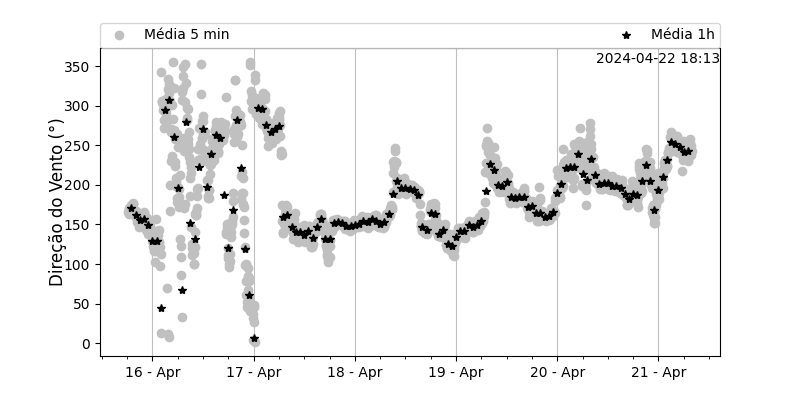 Média 5 min
Média 1h
2024-04-22 18:13
Direção do Vento (°)
350
300
250
200
150
100
50
0
16 - Apr
17 - Apr
18 - Apr
19 - Apr
20 - Apr
21 - Apr